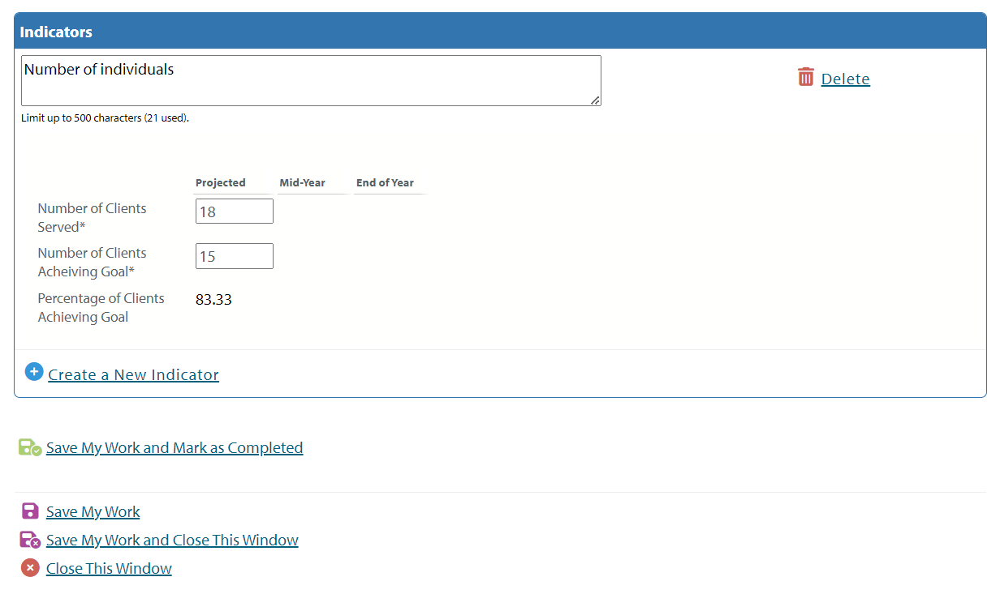 Indicators
Number of individuals
Delete
Limit up to 500 characters (21 used).
Projected Mid-Year End of Year
Number of Clients
Served*
18
Number of Clients
Acheiving Goal*
15
Percentage of Clients
Achieving Goal
83.33
Create a New Indicator
Save My Work and Mark as Completed
Save My Work
Save My Work and Close This Window
Close This Window